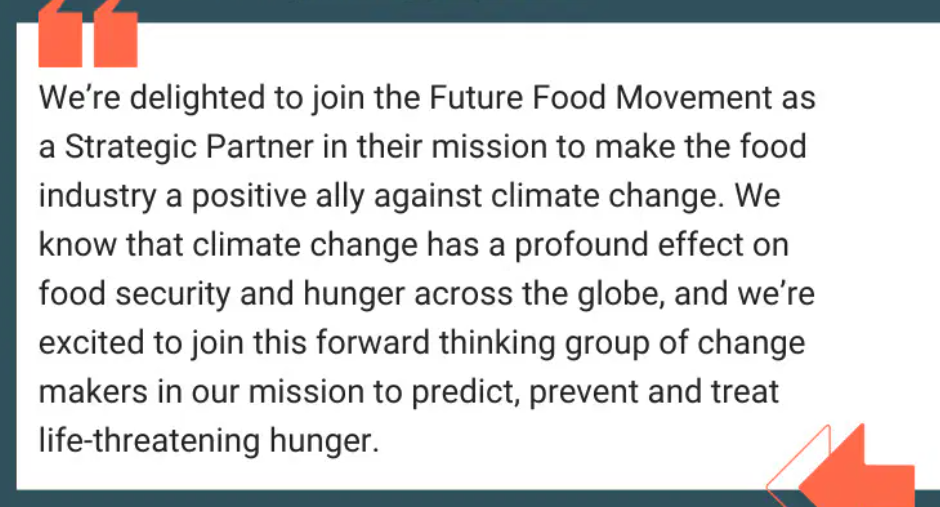 We’re delighted to join the Future Food Movement as
a Strategic Partner in their mission to make the food
industry a positive ally against climate change. We
know that climate change has a profound effect on
food security and hunger across the globe, and we’re
excited to join this forward thinking group of change
makers in our mission to predict, prevent and treat
life-threatening hunger.